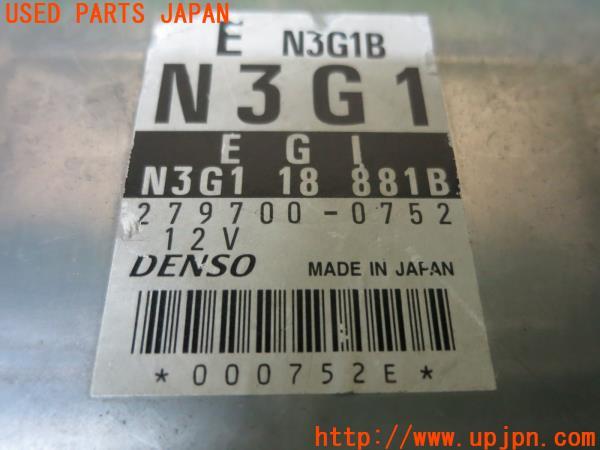 USED PARTS JAPAN
E N3G1B
N3G1
EGI
N3G1 18 881B
279700-0752
12V
DENSO MADE IN JAPAN
*000752E*
http://www.upjpn.com